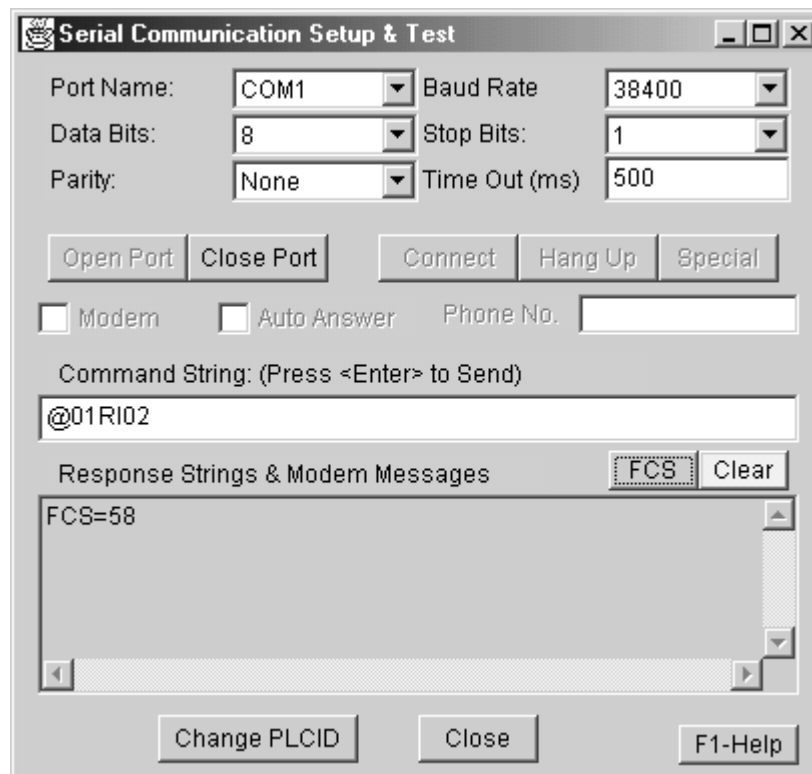 Serial Communication Setup & Test
Port Name: COM1 Baud Rate 38400
Data Bits: 8 Stop Bits: 1
Parity: None Time Out (ms) 500
Open Port Close Port Connect Hang Up Special
Modem Auto Answer Phone No.
Command String: (Press <Enter> to Send)
@01RI02
Response Strings & Modem Messages FCS Clear
FCS=58
Change PLCID Close F1-Help